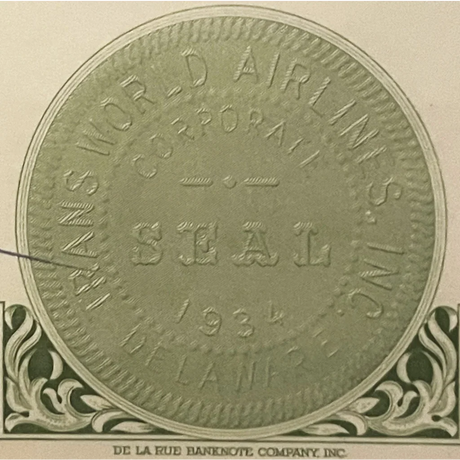 TRANS WORLD AIRLINES, INC.
CORPORATE
SEAL
1934
DELAWARE
DE LA RUE BANKNOTE COMPANY, INC.